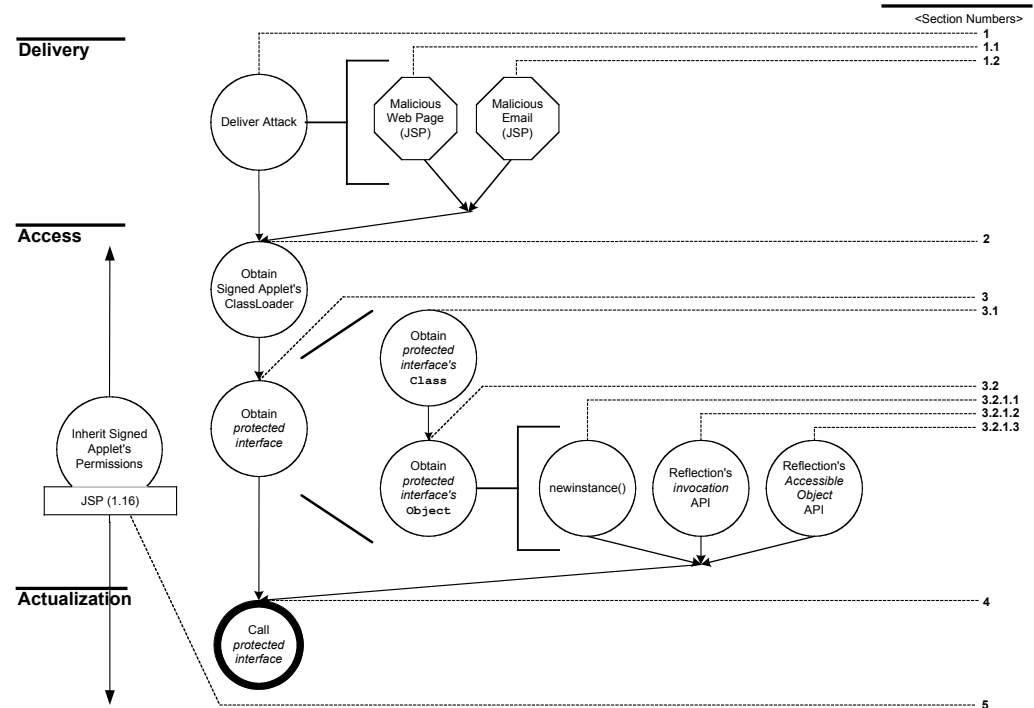 <Section Numbers>
1
1.1
1.2
Delivery
Deliver Attack
Malicious
Web Page
(JSP)
Malicious
Email
(JSP)
Access
2
Obtain
Signed Applet's
ClassLoader
3
3.1
Obtain
protected
interface's
Class
3.2
3.2.1.1
3.2.1.2
3.2.1.3
Obtain
protected
interface
Inherit Signed
Applet's
Permissions
JSP (1.16)
Obtain
protected
interface's
Object
newinstance()
Reflection's
invocation
API
Reflection's
Accessible
Object
API
Actualization
4
Call
protected
interface
5